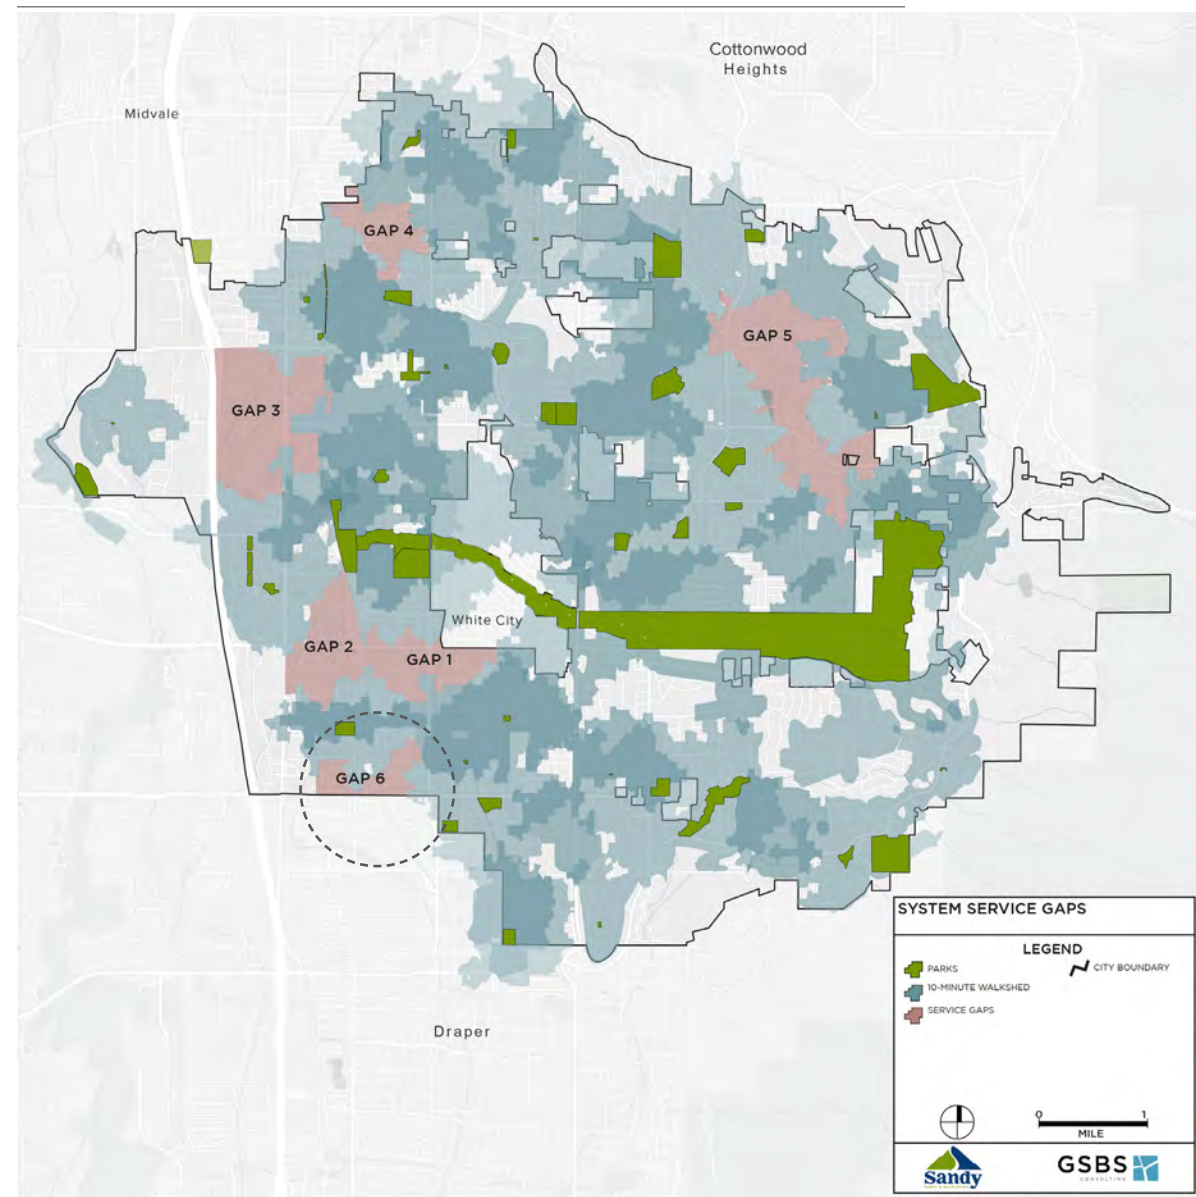 Cottonwood
Heights
Midvale
GAP 4
GAP 5
GAP 3
White City
GAP 2
GAP 1
GAP 6
Draper
SYSTEM SERVICE GAPS
LEGEND
PARKS
CITY BOUNDARY
10-MINUTE WALKSHED
SERVICE GAPS
0 1
MILE
Sandy
GSBS
CONSULTING